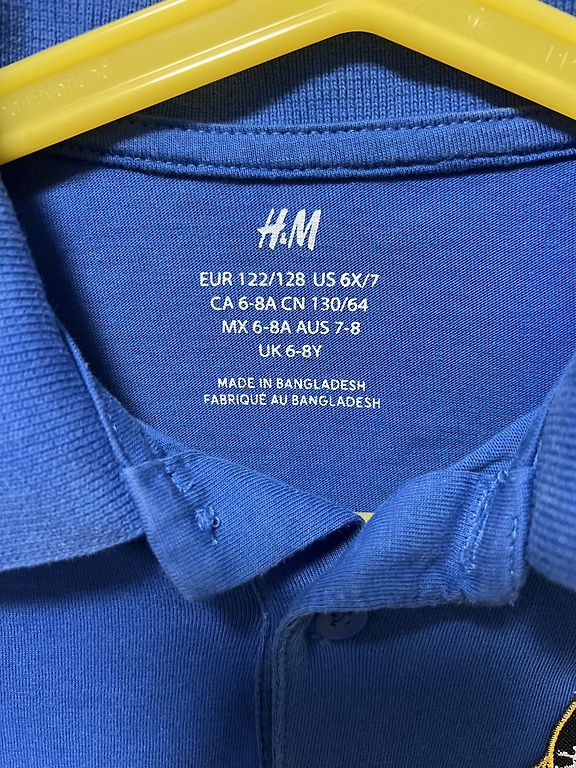 H&M
EUR 122/128 US 6X/7
CA 6-8A CN 130/64
MX 6-8A AUS 7-8
UK 6-8Y
MADE IN BANGLADESH
FABRIQUÉ AU BANGLADESH